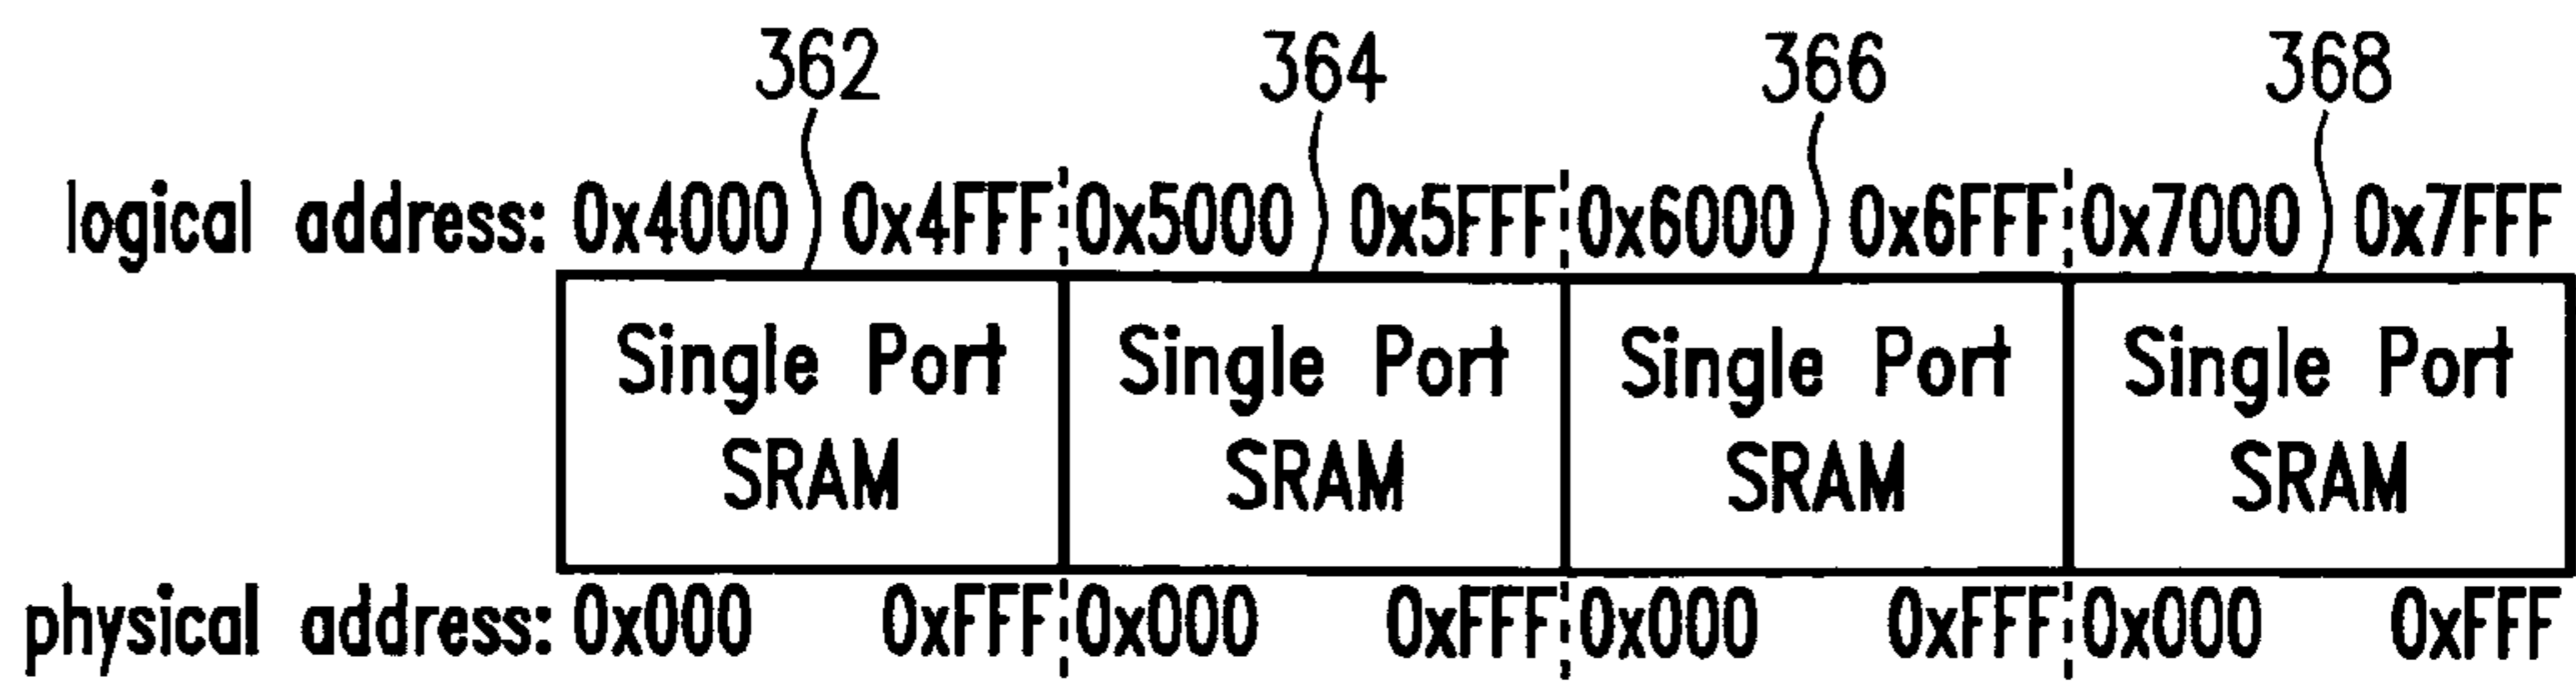 362 364 366 368
logical address: 0x4000 0x4FFF 0x5000 0x5FFF 0x6000 0x6FFF 0x7000 0x7FFF
Single Port Single Port Single Port Single Port
SRAM SRAM SRAM SRAM
physical address: 0x000 0xFFF 0x000 0xFFF 0x000 0xFFF 0x000 0xFFF